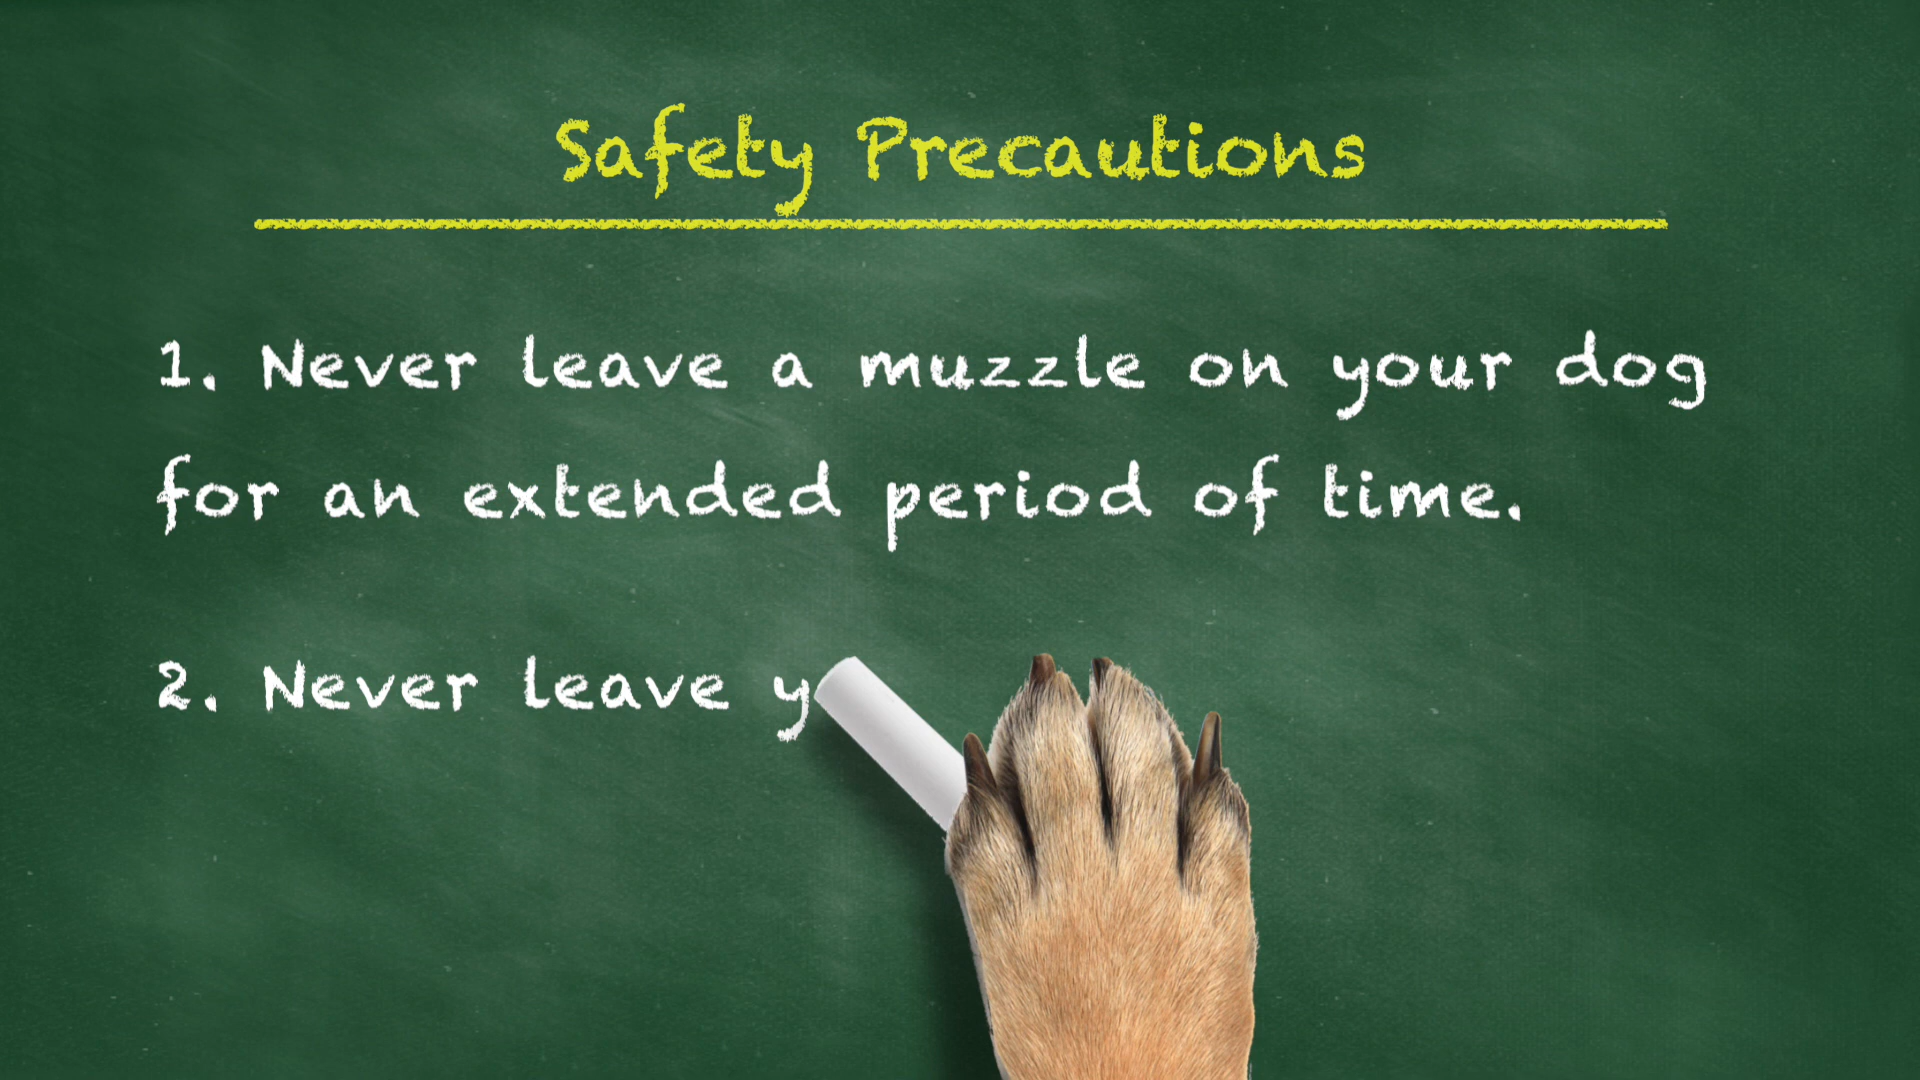 Safety Precautions
1. Never leave a muzzle on your dog
for an extended period of time.
2. Never leave y